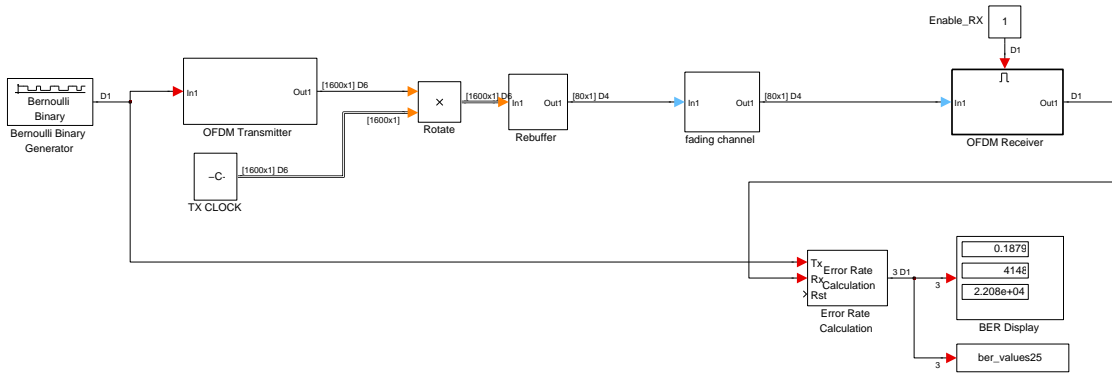 Enable_RX
1
D1
Bernoulli
Binary
D1
Bernoulli Binary
Generator
In1
Out1
OFDM Transmitter
[1600x1] D6
[1600x1]
×
Rotate
–C-
TX CLOCK
[1600x1] D6
[1600x1] D6
In1
Out1
Rebuffer
[80x1] D4
In1
Out1
fading channel
[80x1] D4
In1
Out1
OFDM Receiver
D1
Tx
Rx
Rst
Error Rate
Calculation
Error Rate
Calculation
3 D1
3
3
0.1879
4148
2.208e+04
BER Display
ber_values25